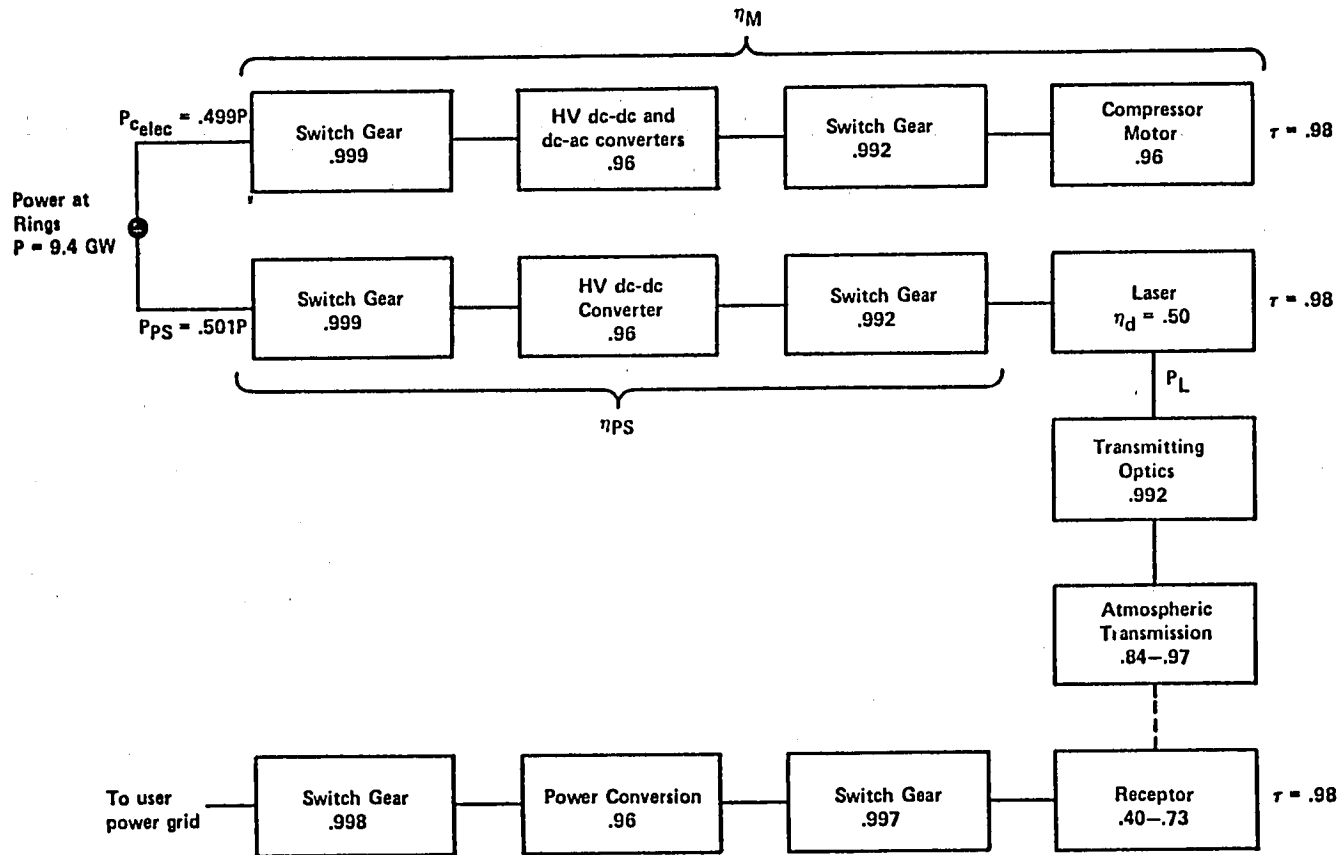 ηM
Pcelec = .499P
Switch Gear
.999
HV dc-dc and
dc-ac converters
.96
Switch Gear
.992
Compressor
Motor
.96
τ = .98
Power at
Rings
P = 9.4 GW
PPS = .501P
Switch Gear
.999
HV dc-dc
Converter
.96
Switch Gear
.992
Laser
ηd = .50
τ = .98
ηPS
PL
Transmitting
Optics
.992
Atmospheric
Transmission
.84–.97
To user
power grid
Switch Gear
.998
Power Conversion
.96
Switch Gear
.997
Receptor
.40–.73
τ = .98